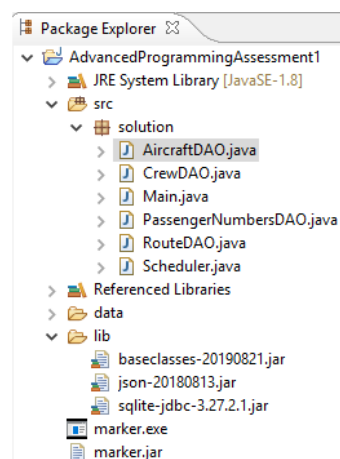 Package Explorer
AdvancedProgrammingAssessment1
JRE System Library [JavaSE-1.8]
src
solution
AircraftDAO.java
CrewDAO.java
Main.java
PassengerNumbersDAO.java
RouteDAO.java
Scheduler.java
Referenced Libraries
data
lib
baseclasses-20190821.jar
json-20180813.jar
sqlite-jdbc-3.27.2.1.jar
marker.exe
marker.jar